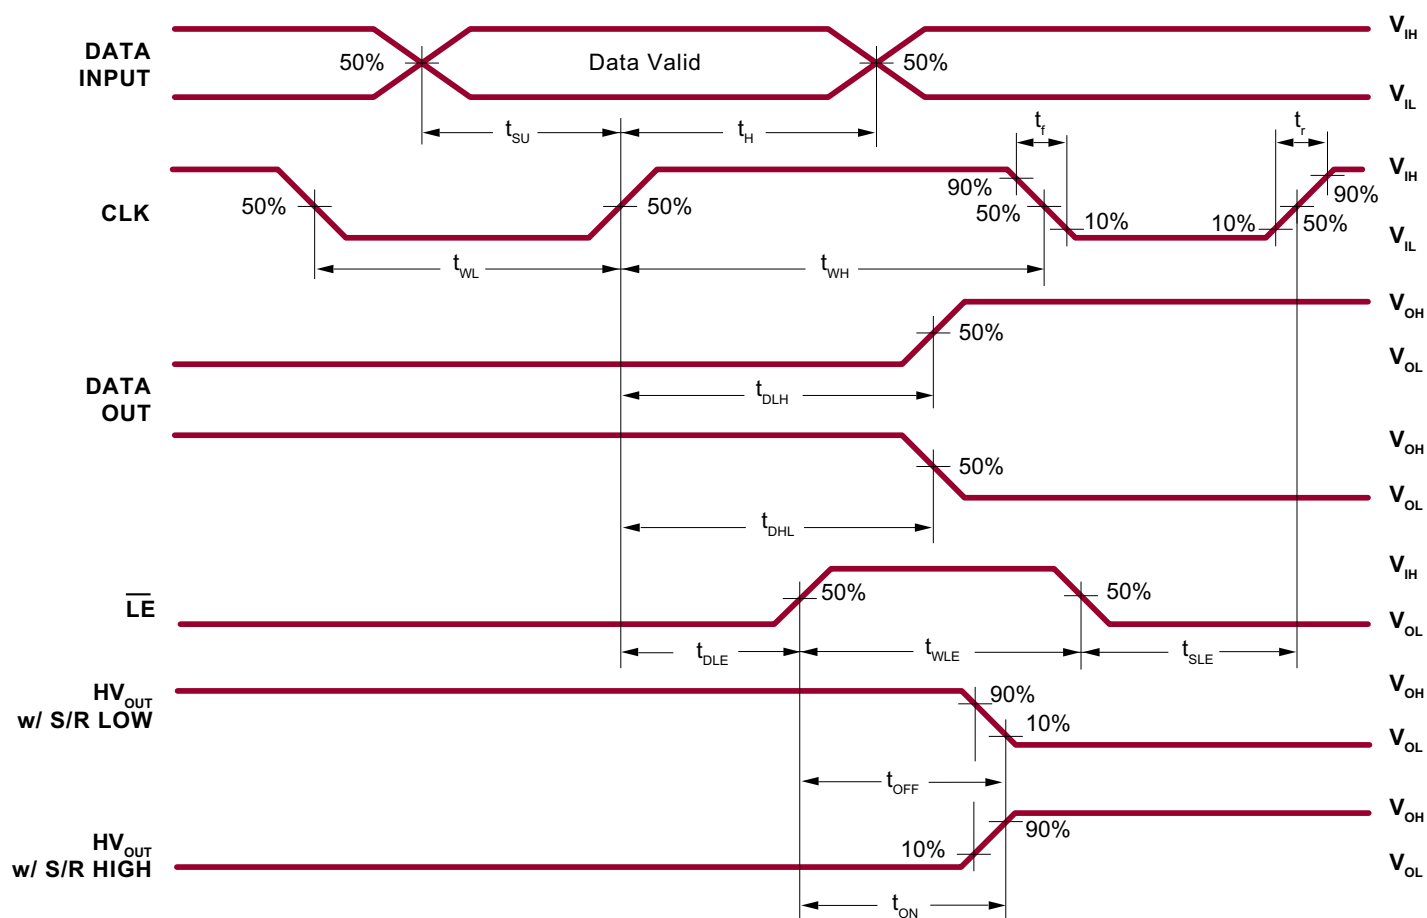 DATA INPUT
50%
Data Valid
50%
V_IH
V_IL
t_SU
t_H
t_f
t_r
CLK
50%
50%
90%
50%
10%
10%
50%
90%
V_IH
V_IL
t_WL
t_WH
DATA OUT
50%
V_OH
V_OL
t_DLH
50%
V_OH
V_OL
t_DHL
L̅E̅
50%
50%
V_IH
V_OL
t_DLE
t_WLE
t_SLE
HV_OUT
w/ S/R LOW
90%
10%
V_OH
V_OL
t_OFF
HV_OUT
w/ S/R HIGH
10%
90%
V_OH
V_OL
t_ON